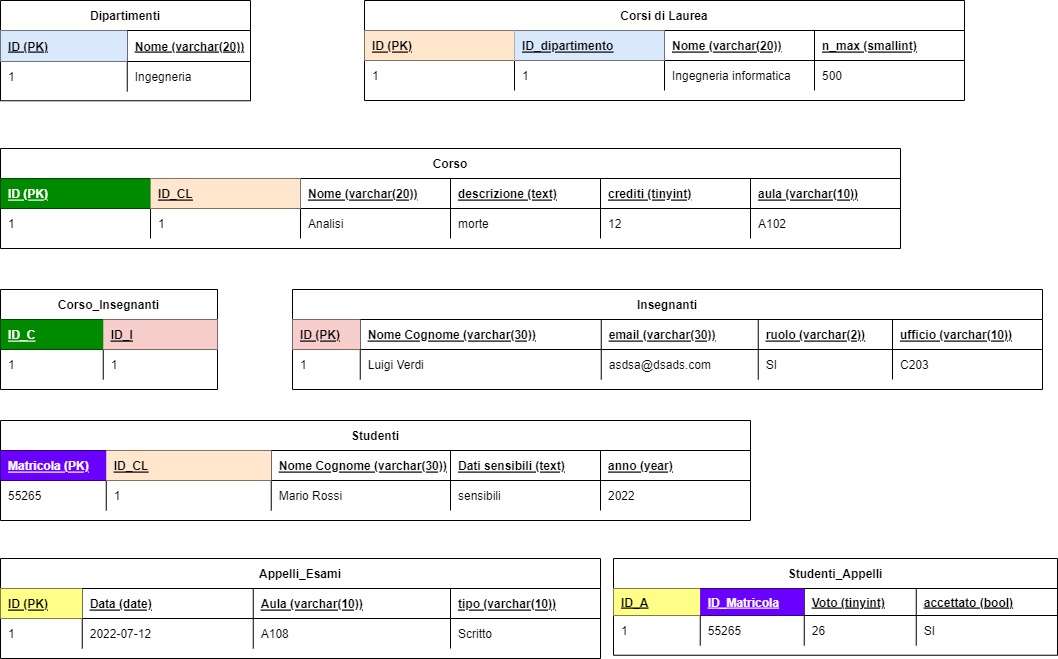 Dipartimenti
ID (PK) Nome (varchar(20))
1 Ingegneria
Corsi di Laurea
ID (PK) ID_dipartimento Nome (varchar(20)) n_max (smallint)
1 1 Ingegneria informatica 500
Corso
ID (PK) ID_CL Nome (varchar(20)) descrizione (text) crediti (tinyint) aula (varchar(10))
1 1 Analisi morte 12 A102
Corso_Insegnanti
ID_C ID_I
1 1
Insegnanti
ID (PK) Nome Cognome (varchar(30)) email (varchar(30)) ruolo (varchar(2)) ufficio (varchar(10))
1 Luigi Verdi asdsa@dsads.com SI C203
Studenti
Matricola (PK) ID_CL Nome Cognome (varchar(30)) Dati sensibili (text) anno (year)
55265 1 Mario Rossi sensibili 2022
Appelli_Esami
ID (PK) Data (date) Aula (varchar(10)) tipo (varchar(10))
1 2022-07-12 A108 Scritto
Studenti_Appelli
ID_A ID_Matricola Voto (tinyint) accettato (bool)
1 55265 26 SI